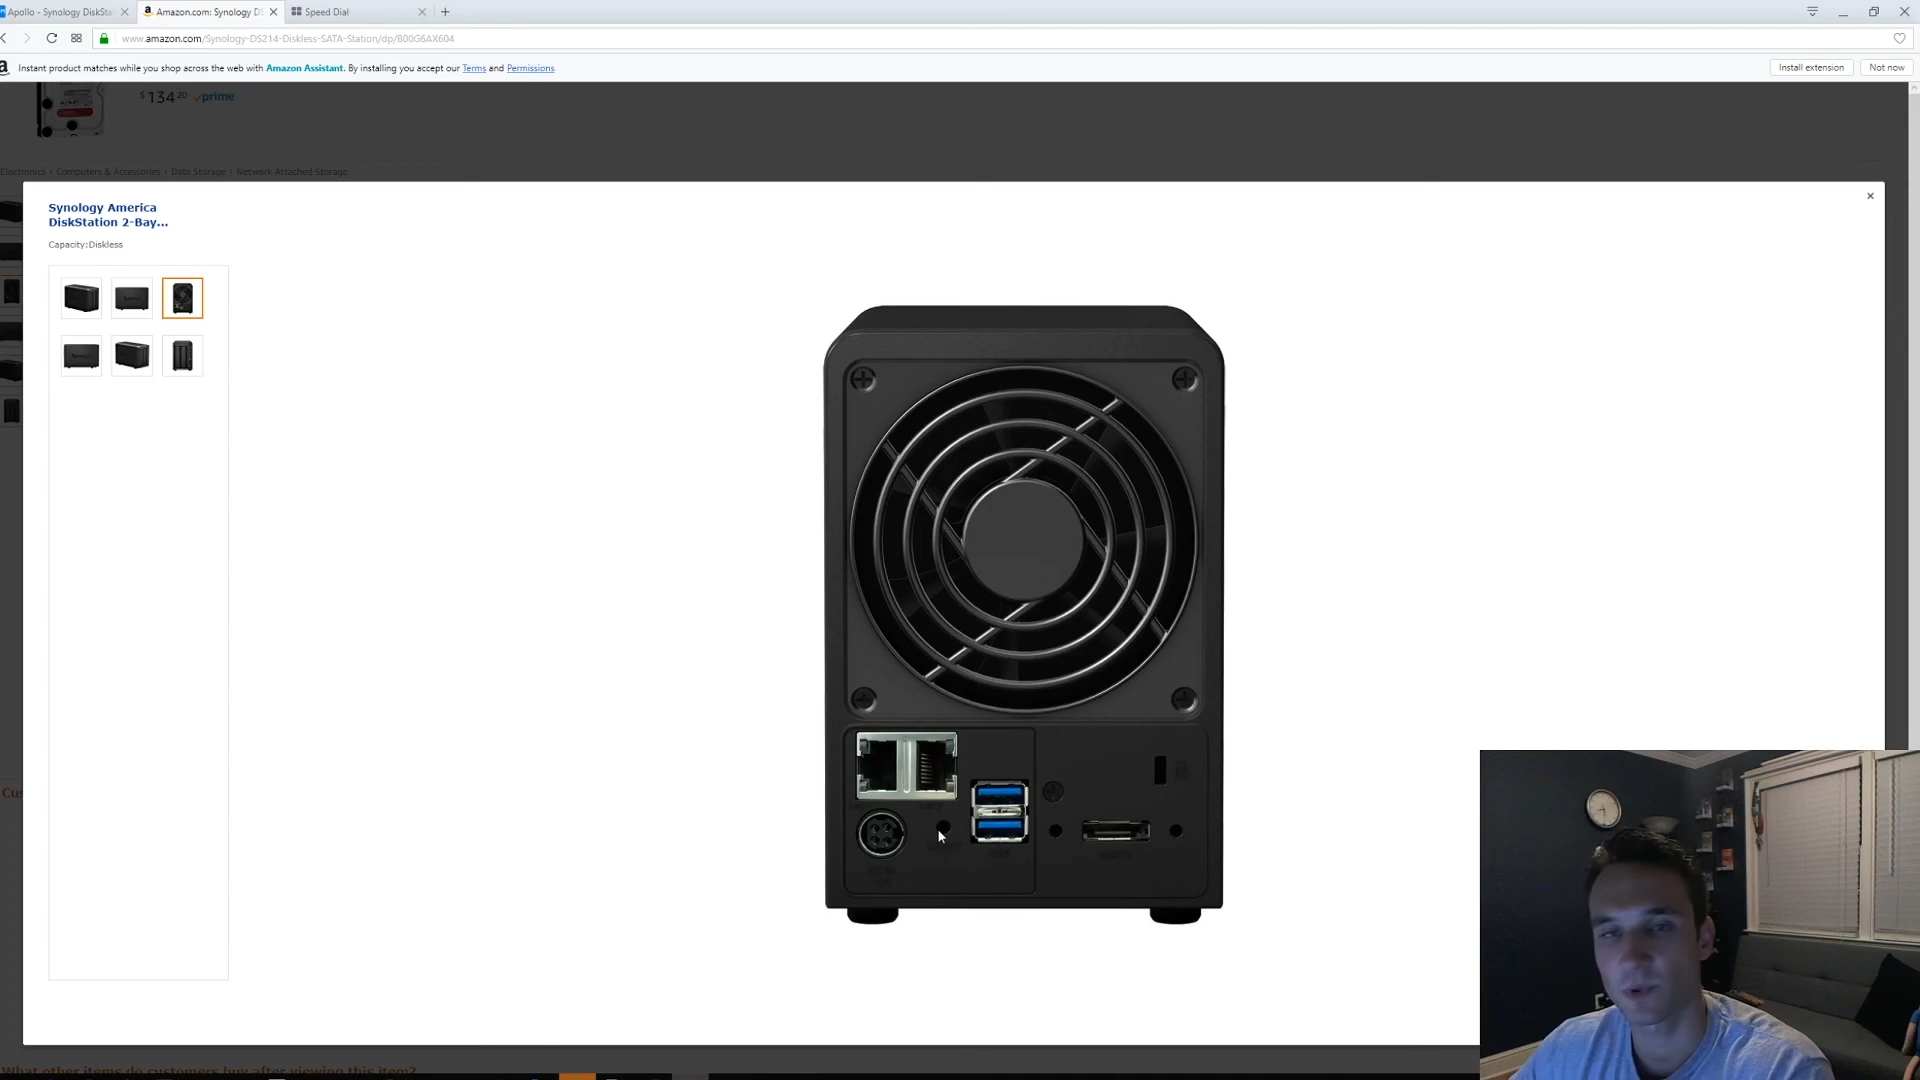 Apollo - Synology DiskSta
Amazon.com: Synology DS
Speed Dial
www.amazon.com/Synology-DS214-Diskless-SATA-Station/dp/B00G6AX604
Instant product matches while you shop across the web with Amazon Assistant. By installing you accept our Terms and Permissions
Install extension
Not now
$134.20 prime
Electronics › Computers & Accessories › Data Storage › Network Attached Storage
Synology America
DiskStation 2-Bay...
Capacity:Diskless
Cus
What other items do customers buy after viewing this item?